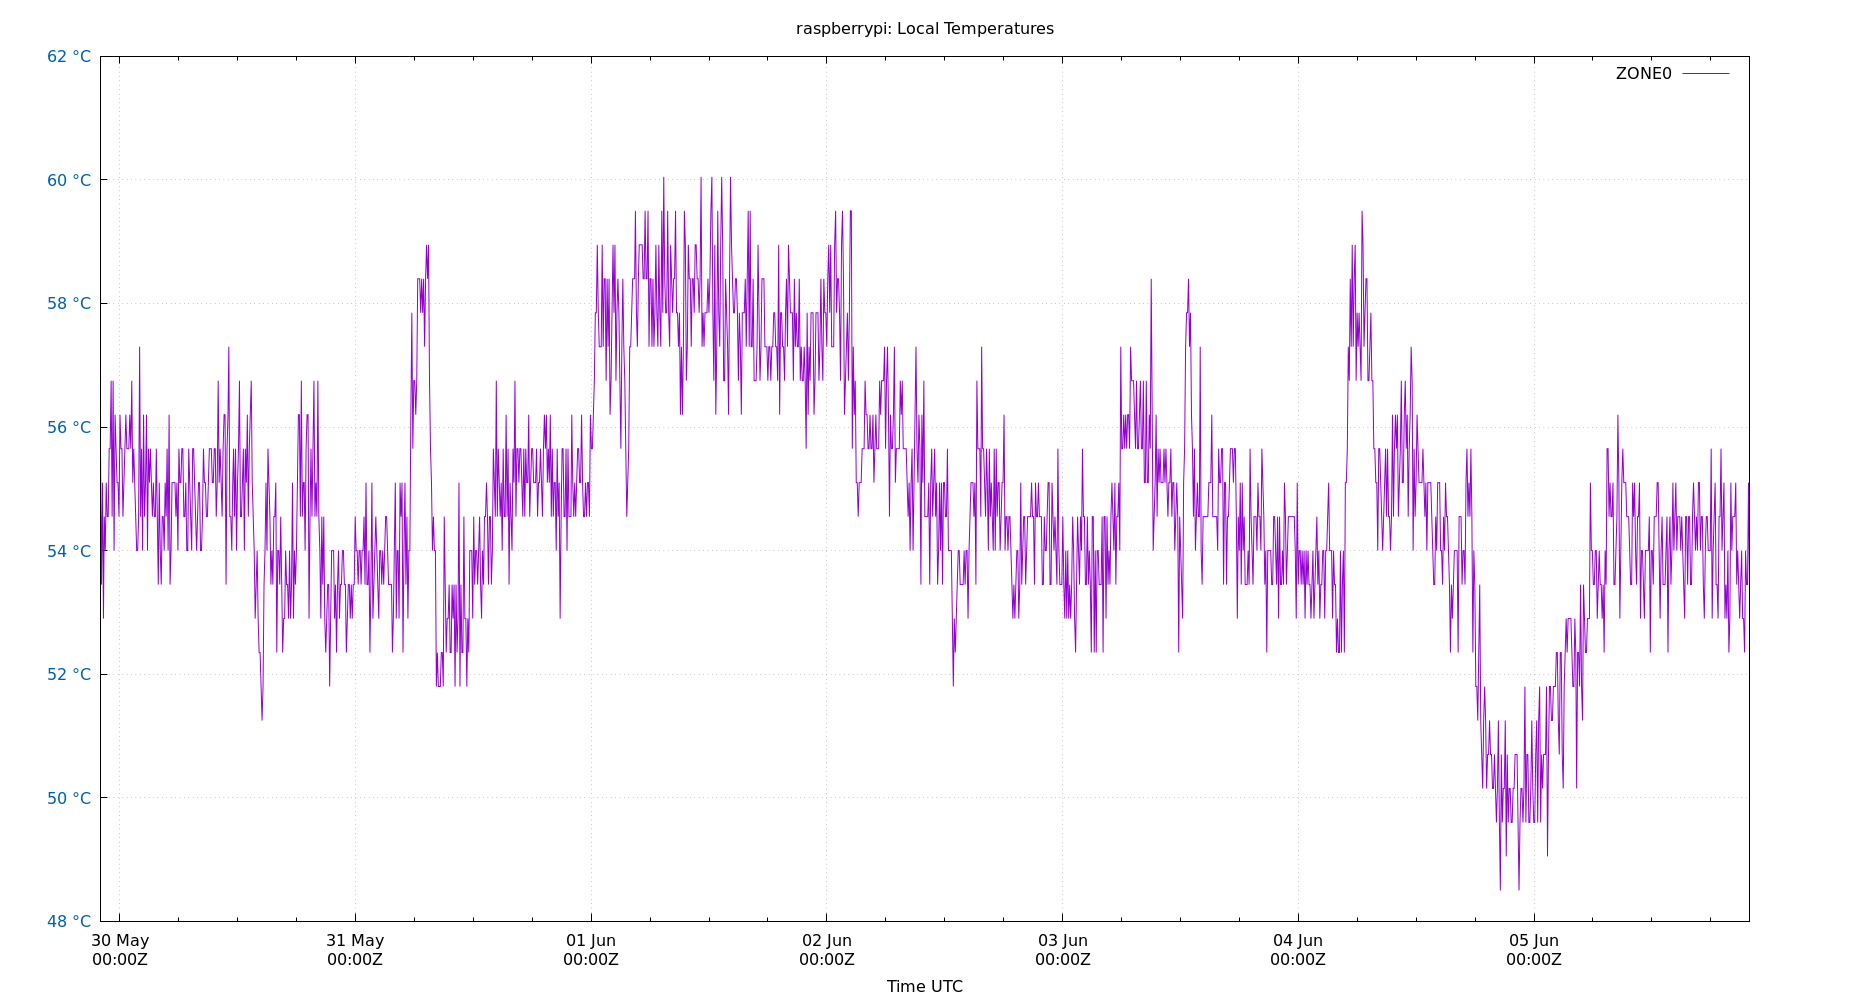 raspberrypi: Local Temperatures
62 °C
ZONE0
60 °C
58 °C
56 °C
54 °C
52 °C
50 °C
48 °C
30 May 31 May 01 Jun 02 Jun 03 Jun 04 Jun 05 Jun
00:00Z 00:00Z 00:00Z 00:00Z 00:00Z 00:00Z 00:00Z
Time UTC